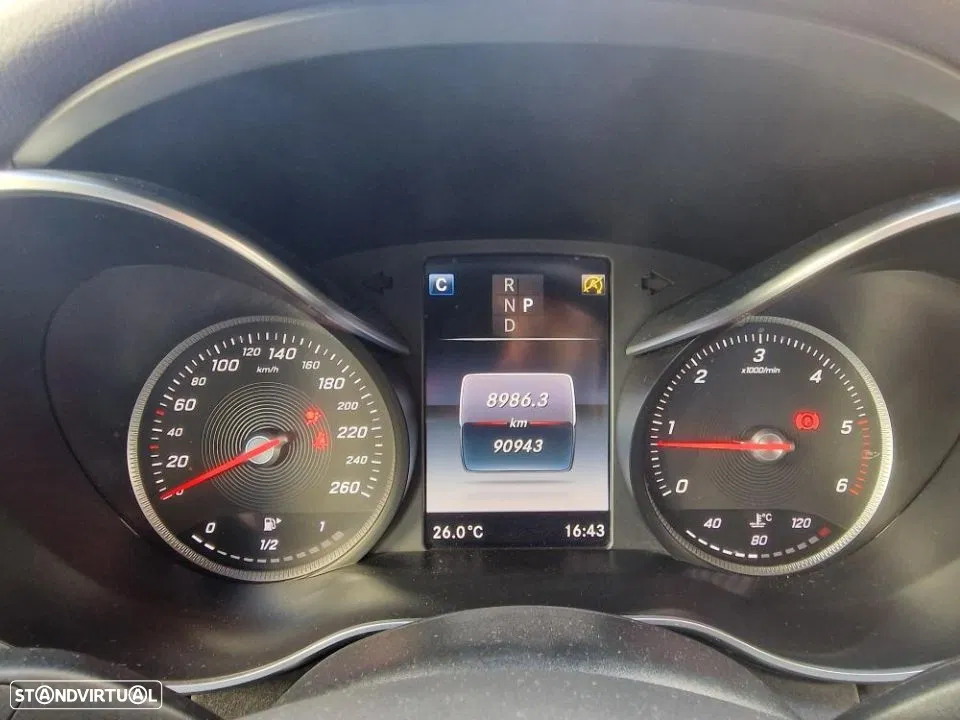 C
R
N P
D
8986.3
km
90943
26.0°C 16:43
0 20 40 60 80 100 120 140 160 180 200 220 240 260
km/h
0 1/2 1
0 1 2 3 4 5 6
x1000/min
40 80 120
°C
STANDVIRTUAL